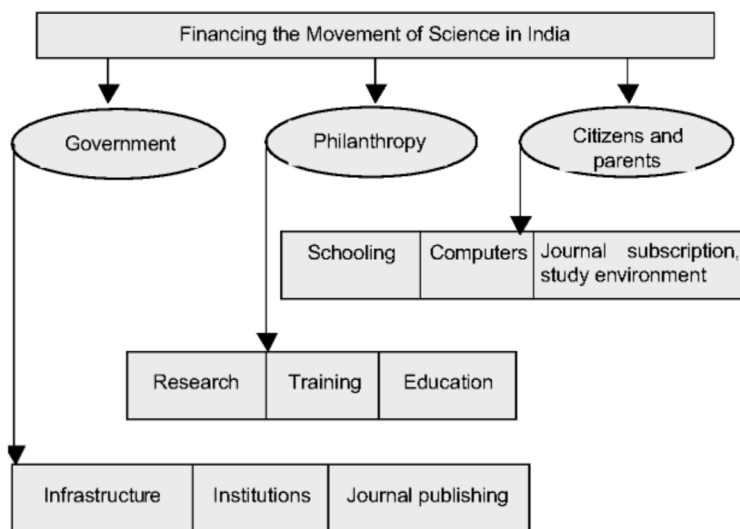 Financing the Movement of Science in India
Government
Philanthropy
Citizens and
parents
Schooling
Computers
Journal subscription,
study environment
Research
Training
Education
Infrastructure
Institutions
Journal publishing